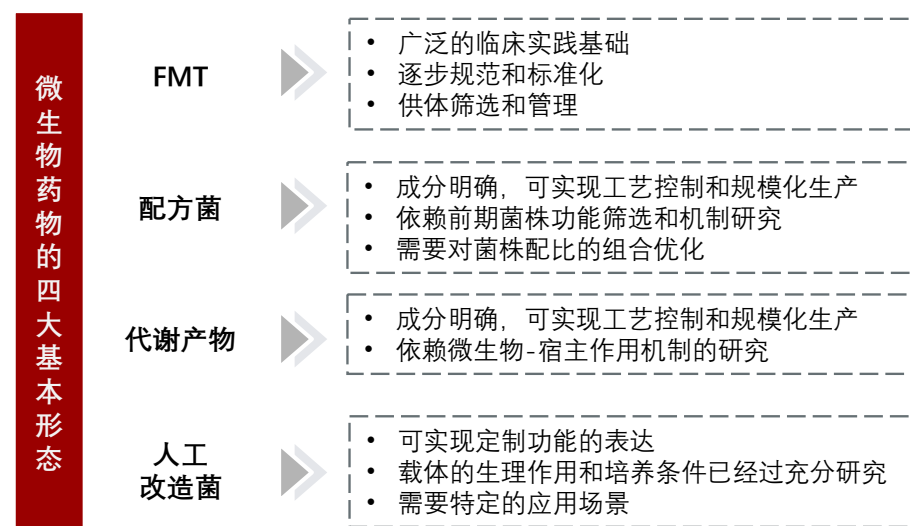 微生物药物的四大基本形态
FMT
• 广泛的临床实践基础
• 逐步规范和标准化
• 供体筛选和管理
配方菌
• 成分明确，可实现工艺控制和规模化生产
• 依赖前期菌株功能筛选和机制研究
• 需要对菌株配比的组合优化
代谢产物
• 成分明确，可实现工艺控制和规模化生产
• 依赖微生物-宿主作用机制的研究
人工
改造菌
• 可实现定制功能的表达
• 载体的生理作用和培养条件已经过充分研究
• 需要特定的应用场景